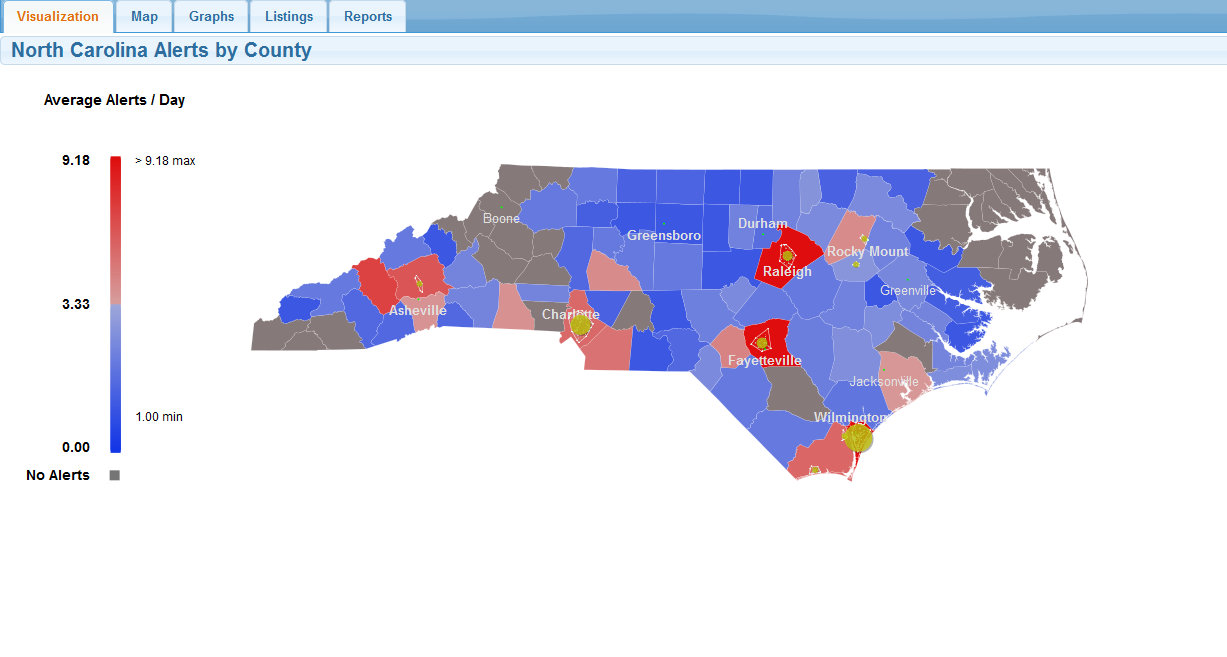 Visualization Map Graphs Listings Reports
North Carolina Alerts by County
Average Alerts / Day
9.18 > 9.18 max
3.33
1.00 min
0.00
No Alerts
Boone
Durham
Greensboro
Rocky Mount
Raleigh
Greenville
Asheville
Charlotte
Fayetteville
Jacksonville
Wilmington